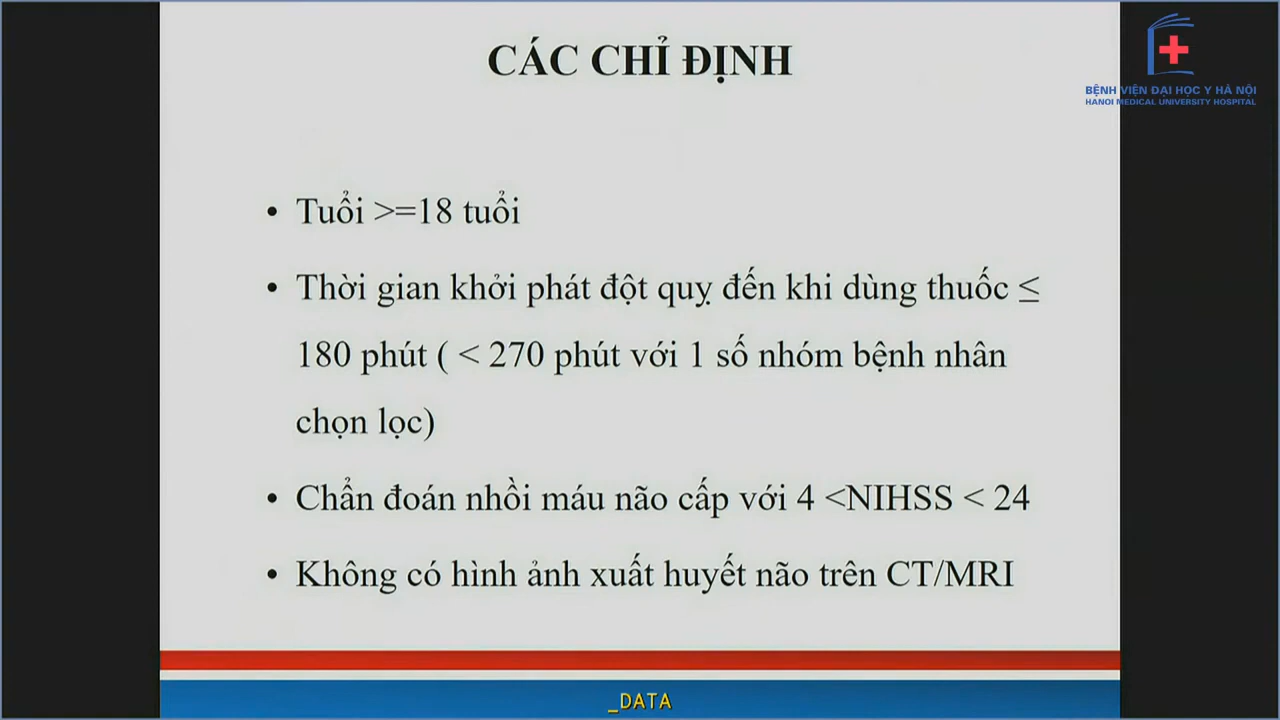 CÁC CHỈ ĐỊNH
BỆNH VIỆN ĐẠI HỌC Y HÀ NỘI
HANOI MEDICAL UNIVERSITY HOSPITAL
• Tuổi >=18 tuổi
• Thời gian khởi phát đột quỵ đến khi dùng thuốc ≤
180 phút ( < 270 phút với 1 số nhóm bệnh nhân
chọn lọc)
• Chẩn đoán nhồi máu não cấp với 4 <NIHSS < 24
• Không có hình ảnh xuất huyết não trên CT/MRI
_DATA